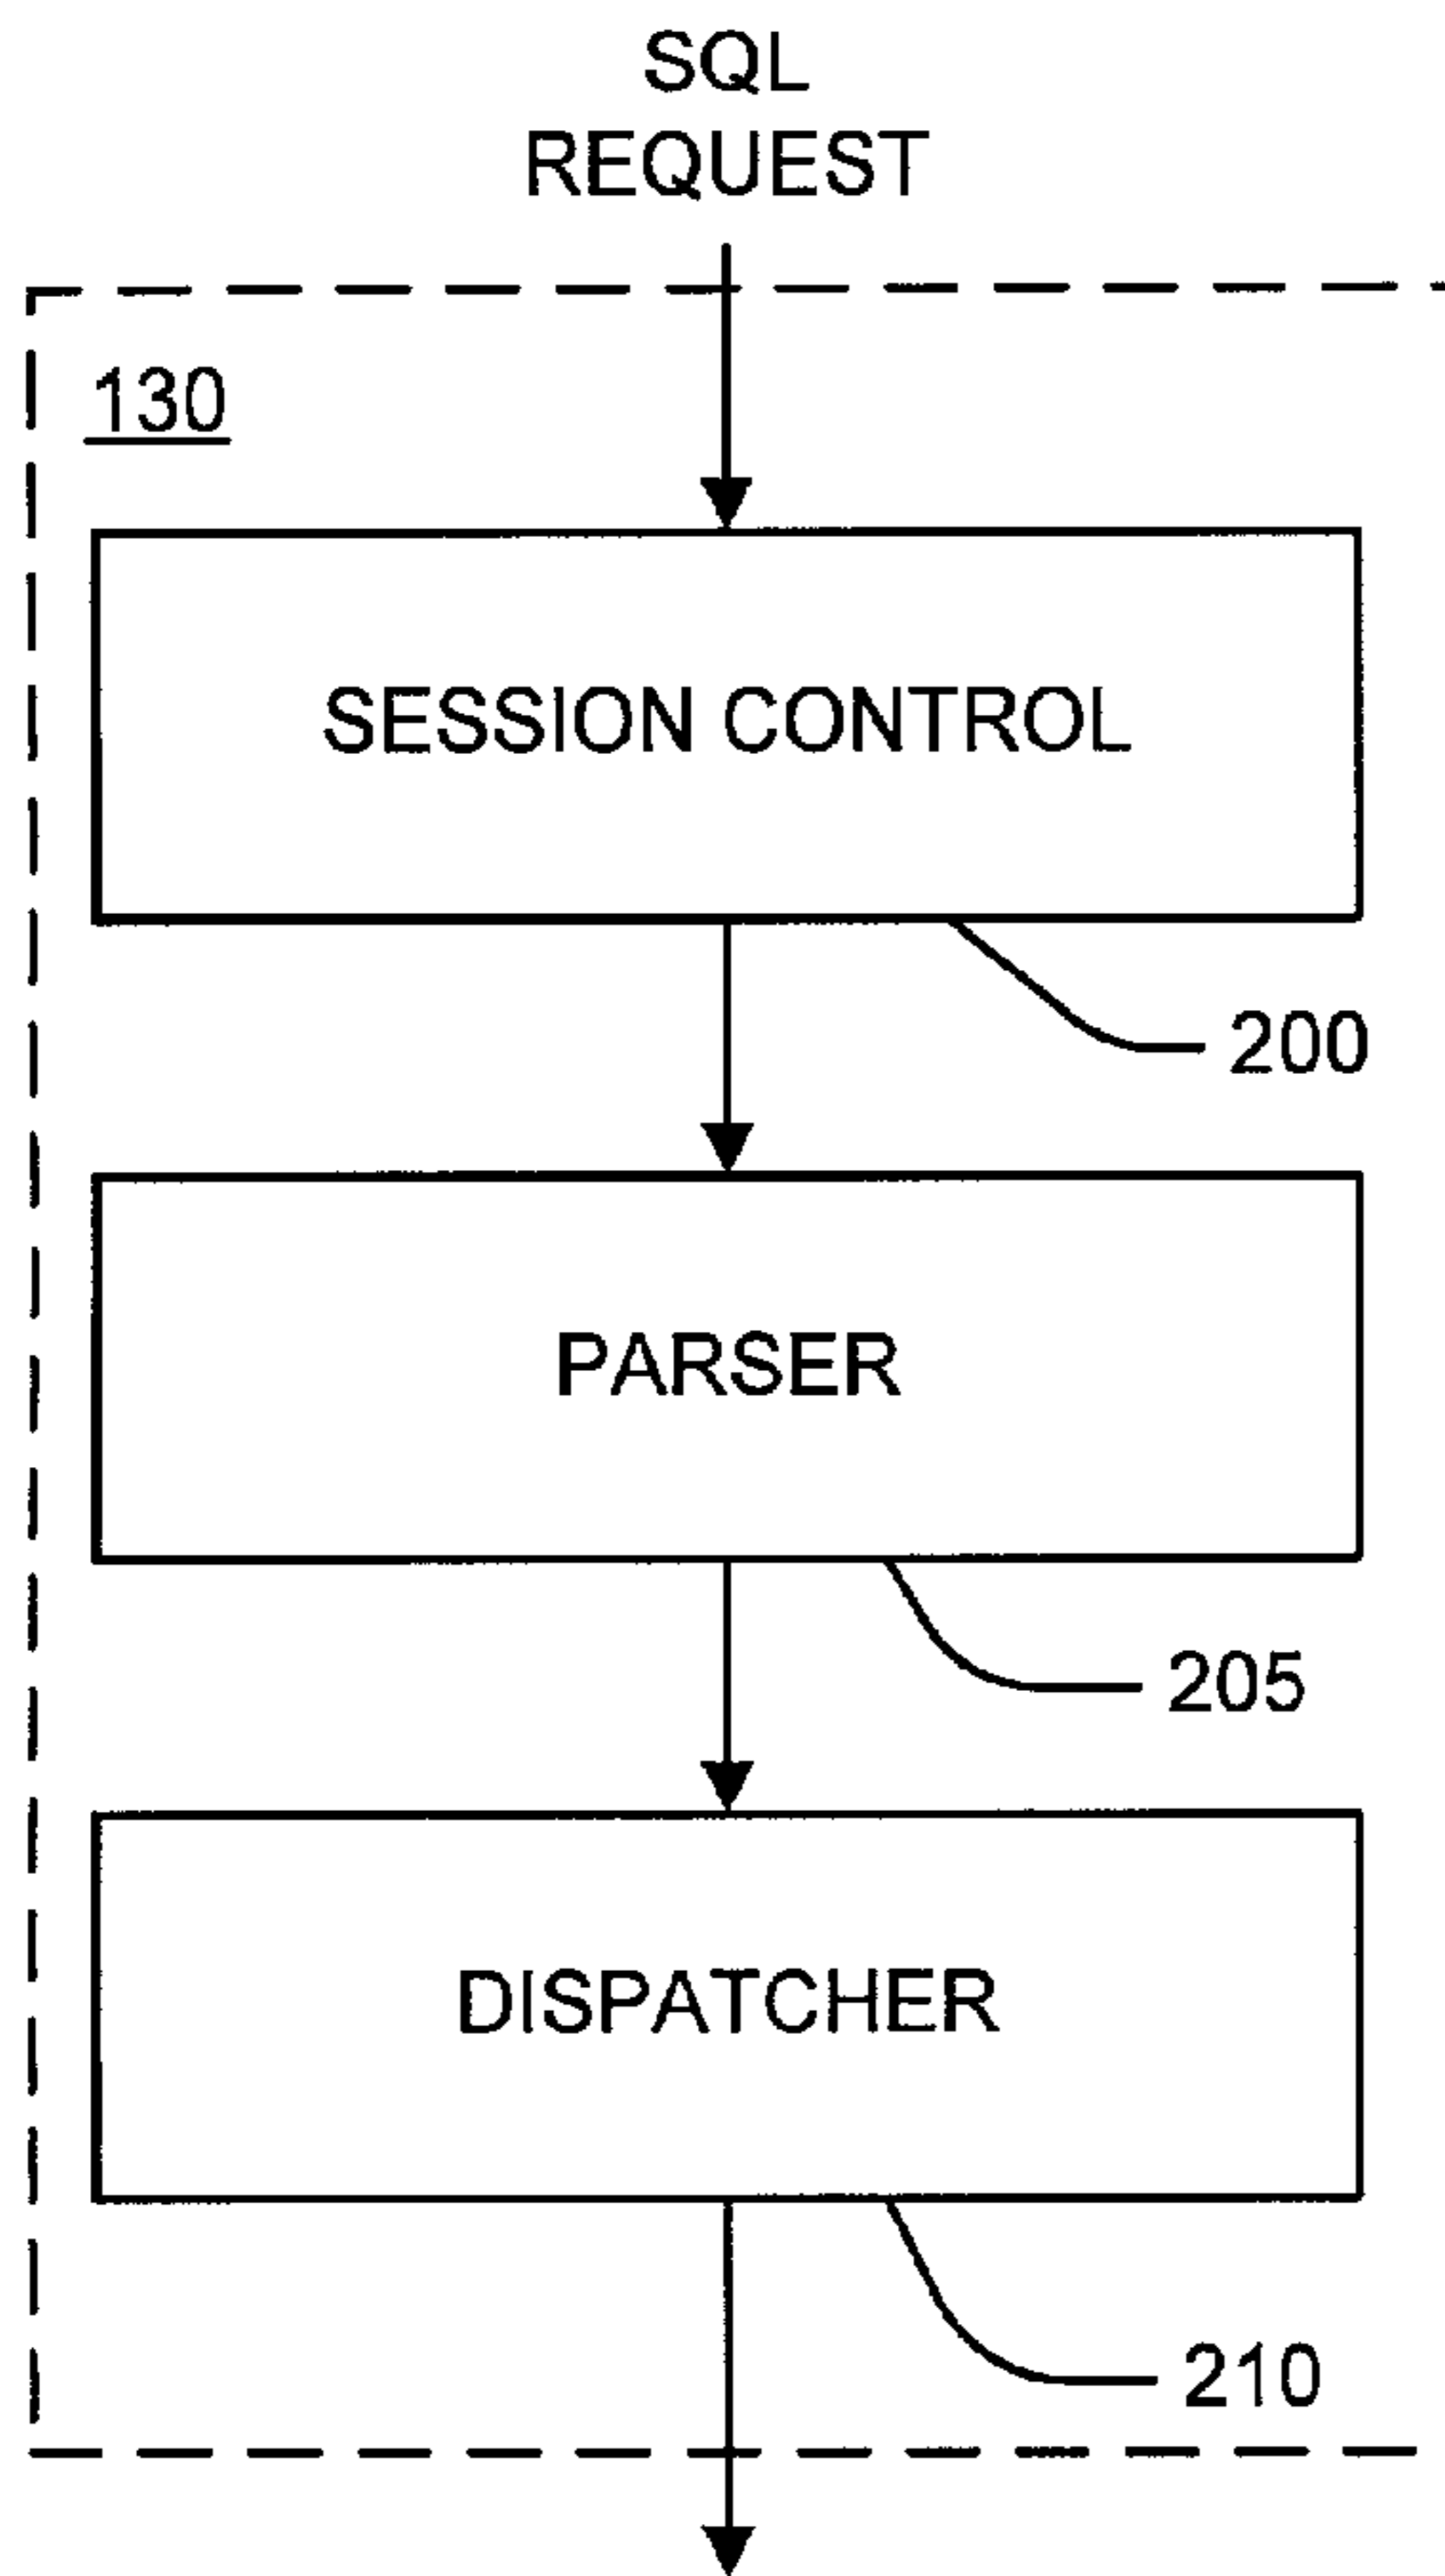 SQL
REQUEST
130
SESSION CONTROL
200
PARSER
205
DISPATCHER
210